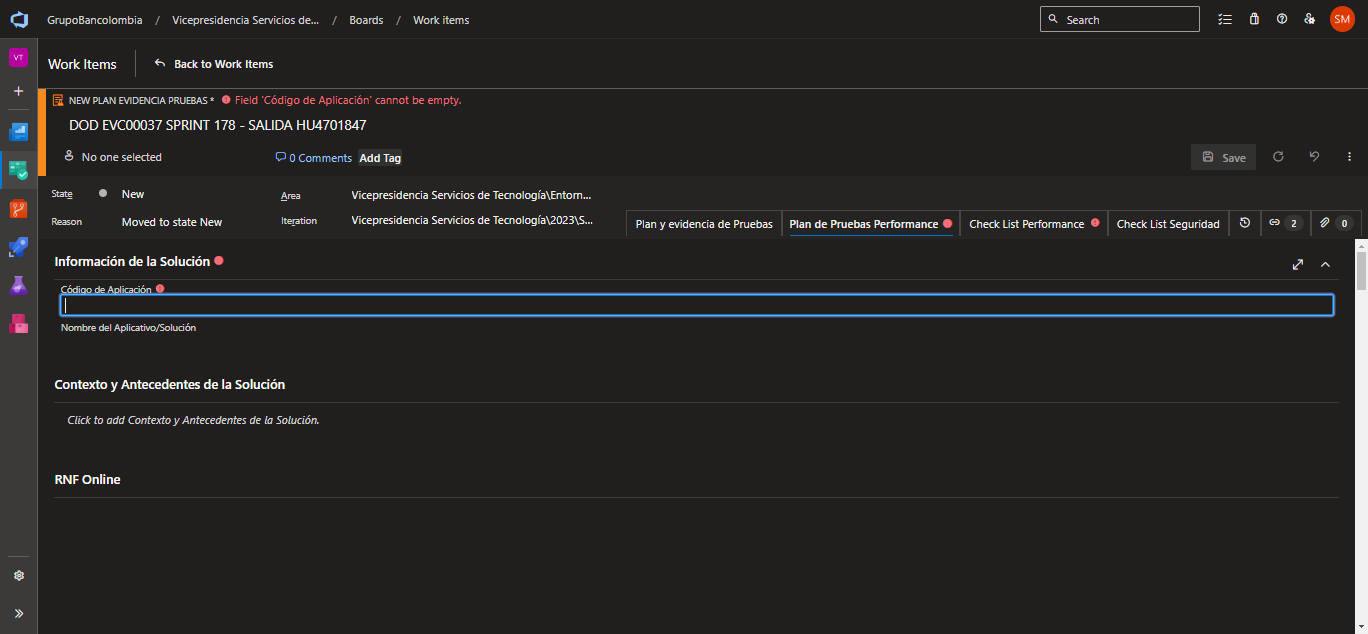 GrupoBancolombia / Vicepresidencia Servicios de... / Boards / Work items
Search
SM
VT
Work Items
Back to Work Items
NEW PLAN EVIDENCIA PRUEBAS * Field 'Código de Aplicación' cannot be empty.
DOD EVC00037 SPRINT 178 - SALIDA HU4701847
No one selected
0 Comments
Add Tag
Save
State
New
Area
Vicepresidencia Servicios de Tecnología\Entorn...
Reason
Moved to state New
Iteration
Vicepresidencia Servicios de Tecnología\2023\S...
Plan y evidencia de Pruebas
Plan de Pruebas Performance
Check List Performance
Check List Seguridad
2
0
Información de la Solución
Código de Aplicación
Nombre del Aplicativo/Solución
Contexto y Antecedentes de la Solución
Click to add Contexto y Antecedentes de la Solución.
RNF Online